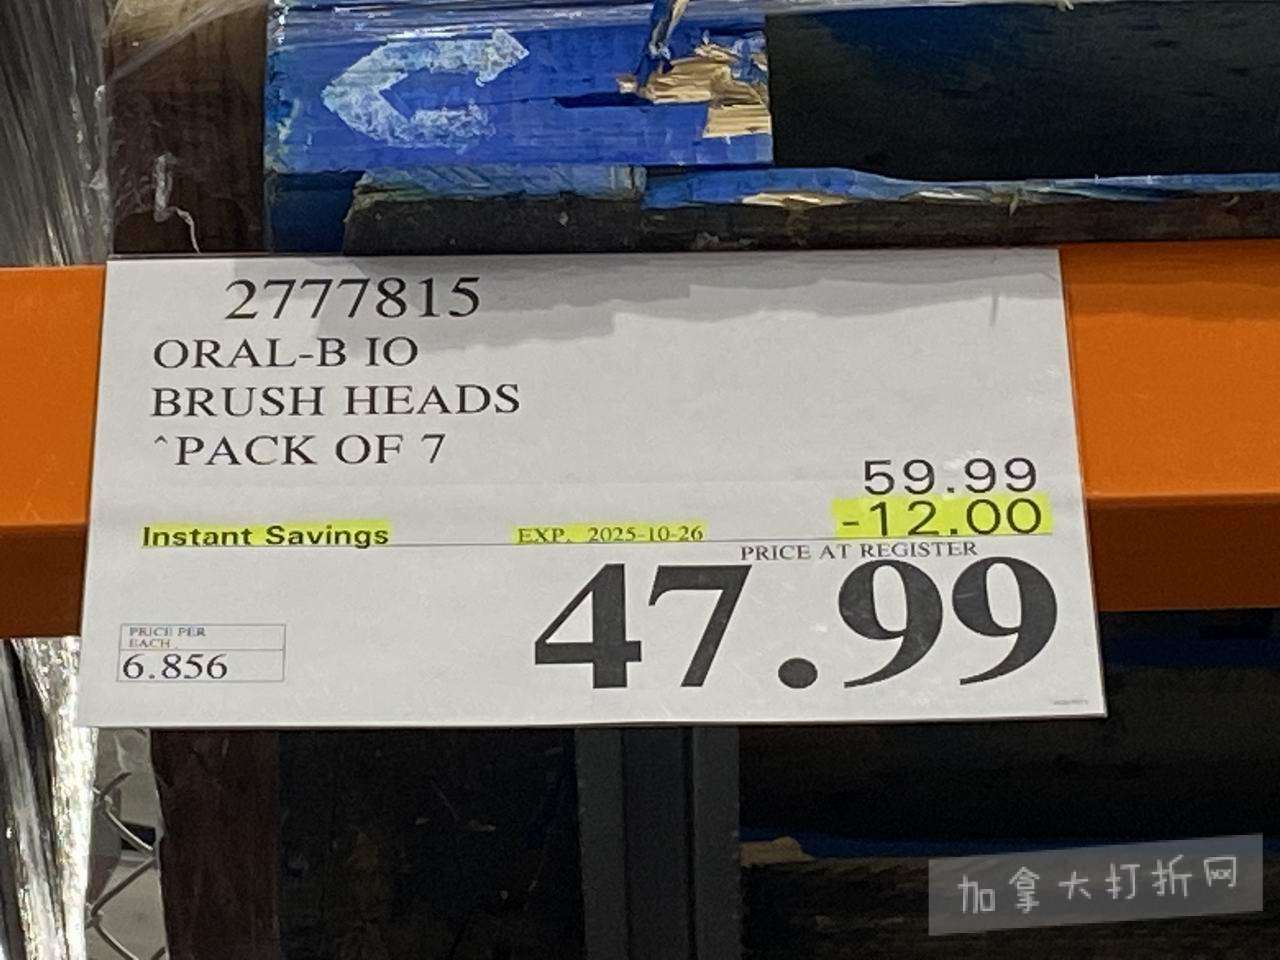 2777815
ORAL-B IO
BRUSH HEADS
^PACK OF 7
59.99
Instant Savings EXP. 2025-10-26 -12.00
PRICE AT REGISTER
47.99
PRICE PER
EACH
6.856
加拿大打折网